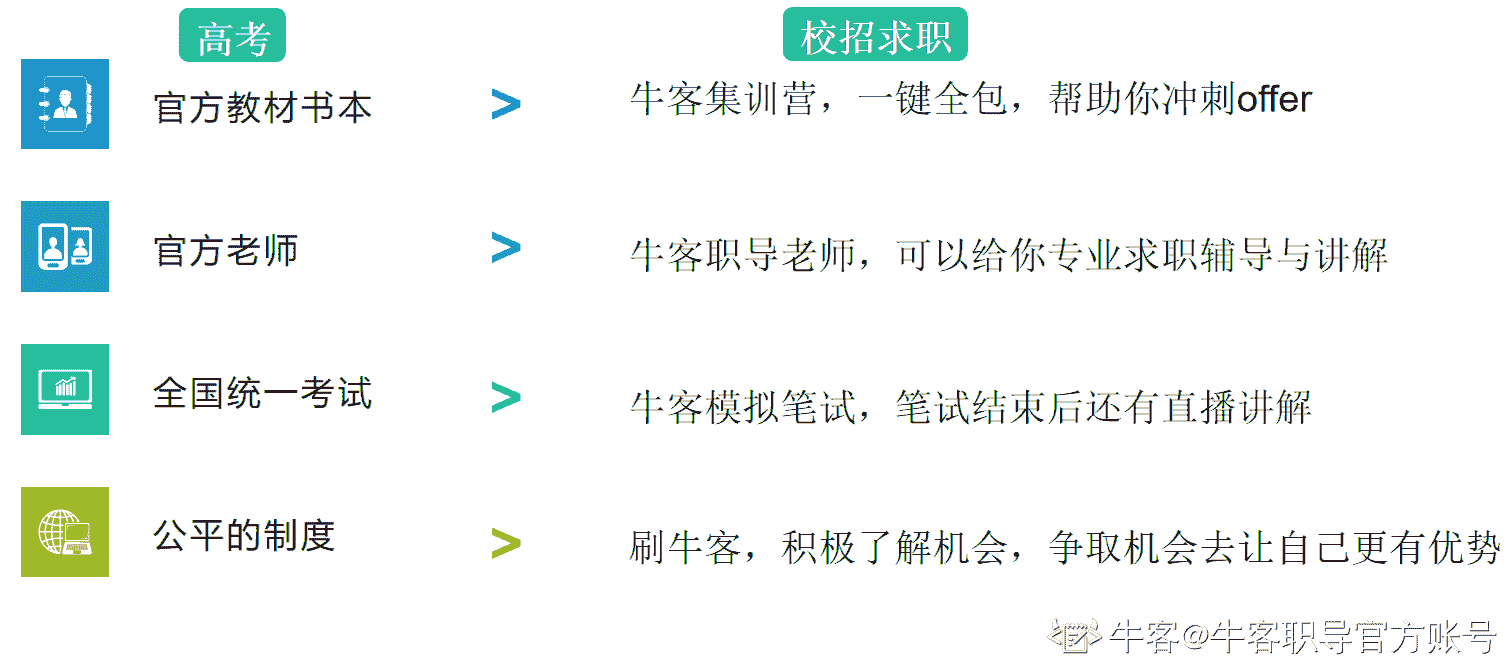 高考
校招求职
官方教材书本 > 牛客集训营，一键全包，帮助你冲刺offer
官方老师 > 牛客职导老师，可以给你专业求职辅导与讲解
全国统一考试 > 牛客模拟笔试，笔试结束后还有直播讲解
公平的制度 > 刷牛客，积极了解机会，争取机会去让自己更有优势
牛客@牛客职导官方账号